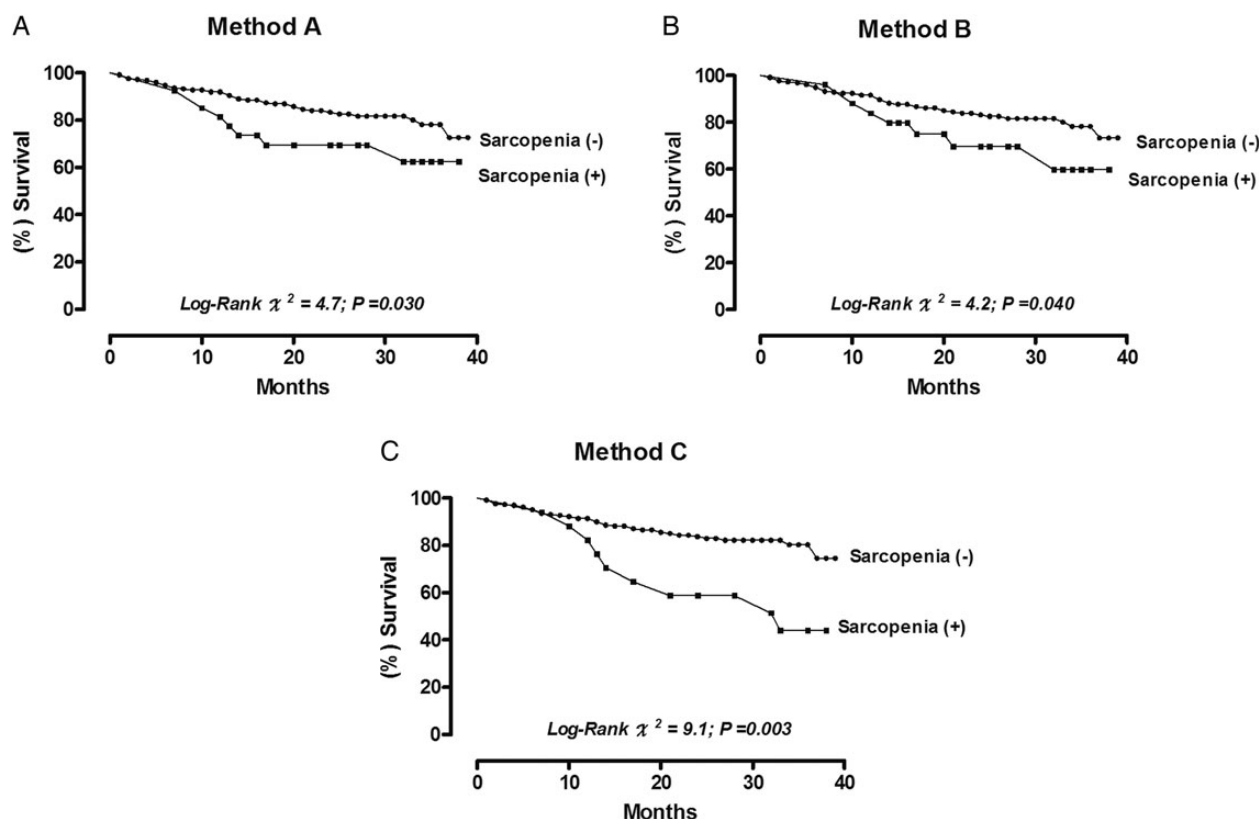 A
Method A
100
80
60
40
20
0
(%) Survival
Sarcopenia (-)
Sarcopenia (+)
Log-Rank χ 2 = 4.7; P =0.030
0 10 20 30 40
Months
B
Method B
100
80
60
40
20
0
(%) Survival
Sarcopenia (-)
Sarcopenia (+)
Log-Rank χ 2 = 4.2; P =0.040
0 10 20 30 40
Months
C
Method C
100
80
60
40
20
0
(%) Survival
Sarcopenia (-)
Sarcopenia (+)
Log-Rank χ 2 = 9.1; P =0.003
0 10 20 30 40
Months